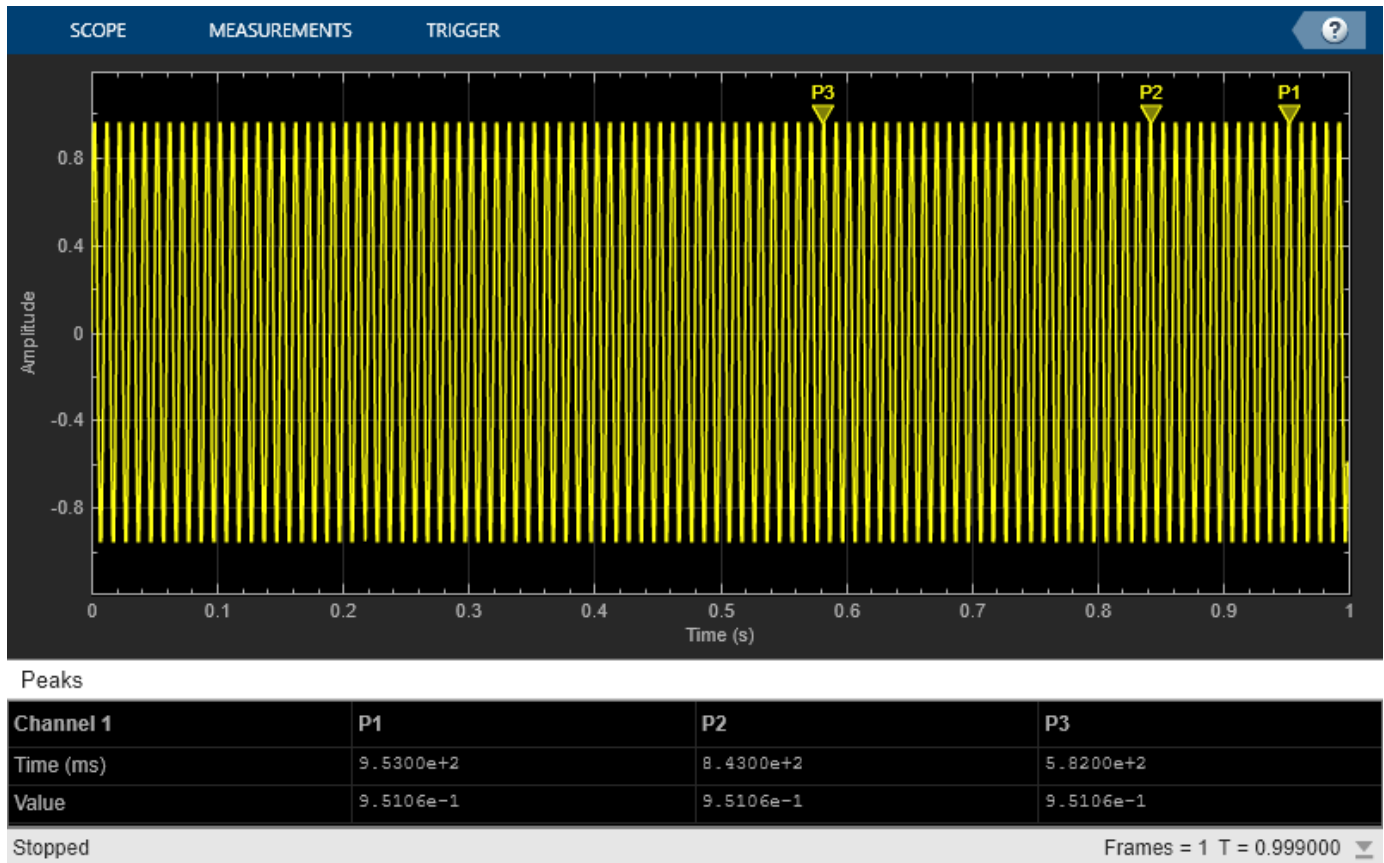 SCOPE MEASUREMENTS TRIGGER ?
P3 P2 P1
0.8
0.4
0
-0.4
-0.8
Amplitude
0 0.1 0.2 0.3 0.4 0.5 0.6 0.7 0.8 0.9 1
Time (s)
Peaks
Channel 1 P1 P2 P3
Time (ms) 9.5300e+2 8.4300e+2 5.8200e+2
Value 9.5106e-1 9.5106e-1 9.5106e-1
Stopped Frames = 1 T = 0.999000